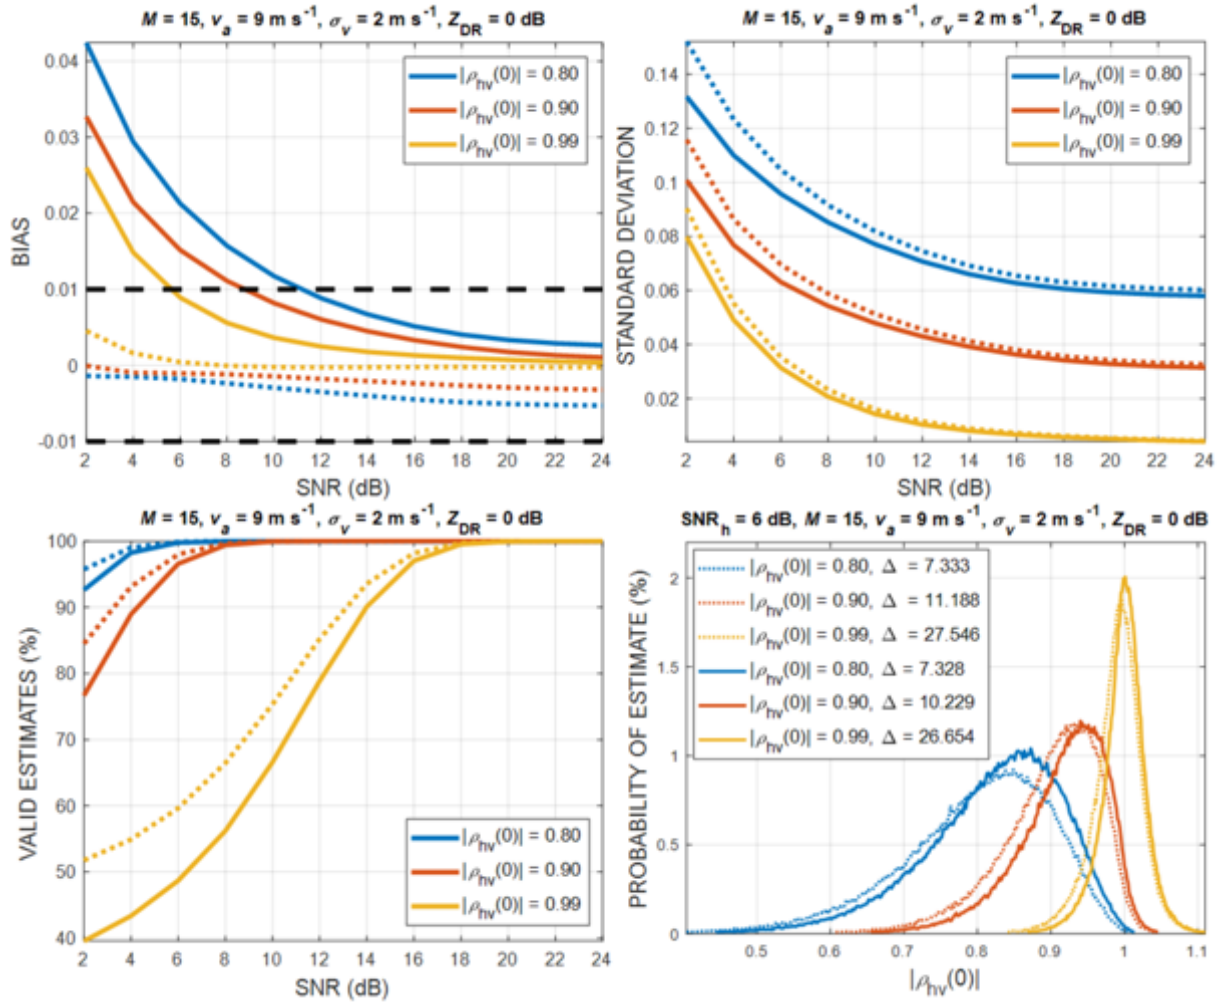 M = 15, v_a = 9 m s^-1, σ_v = 2 m s^-1, Z_DR = 0 dB
BIAS
0.04
0.03
0.02
0.01
0
-0.01
|ρ_hv(0)| = 0.80
|ρ_hv(0)| = 0.90
|ρ_hv(0)| = 0.99
2 4 6 8 10 12 14 16 18 20 22 24
SNR (dB)
M = 15, v_a = 9 m s^-1, σ_v = 2 m s^-1, Z_DR = 0 dB
STANDARD DEVIATION
0.14
0.12
0.1
0.08
0.06
0.04
0.02
|ρ_hv(0)| = 0.80
|ρ_hv(0)| = 0.90
|ρ_hv(0)| = 0.99
2 4 6 8 10 12 14 16 18 20 22 24
SNR (dB)
M = 15, v_a = 9 m s^-1, σ_v = 2 m s^-1, Z_DR = 0 dB
VALID ESTIMATES (%)
100
90
80
70
60
50
40
|ρ_hv(0)| = 0.80
|ρ_hv(0)| = 0.90
|ρ_hv(0)| = 0.99
2 4 6 8 10 12 14 16 18 20 22 24
SNR (dB)
SNR_h = 6 dB, M = 15, v_a = 9 m s^-1, σ_v = 2 m s^-1, Z_DR = 0 dB
PROBABILITY OF ESTIMATE (%)
2
1.5
1
0.5
0
|ρ_hv(0)| = 0.80, Δ = 7.333
|ρ_hv(0)| = 0.90, Δ = 11.188
|ρ_hv(0)| = 0.99, Δ = 27.546
|ρ_hv(0)| = 0.80, Δ = 7.328
|ρ_hv(0)| = 0.90, Δ = 10.229
|ρ_hv(0)| = 0.99, Δ = 26.654
0.5 0.6 0.7 0.8 0.9 1 1.1
|ρ_hv(0)|